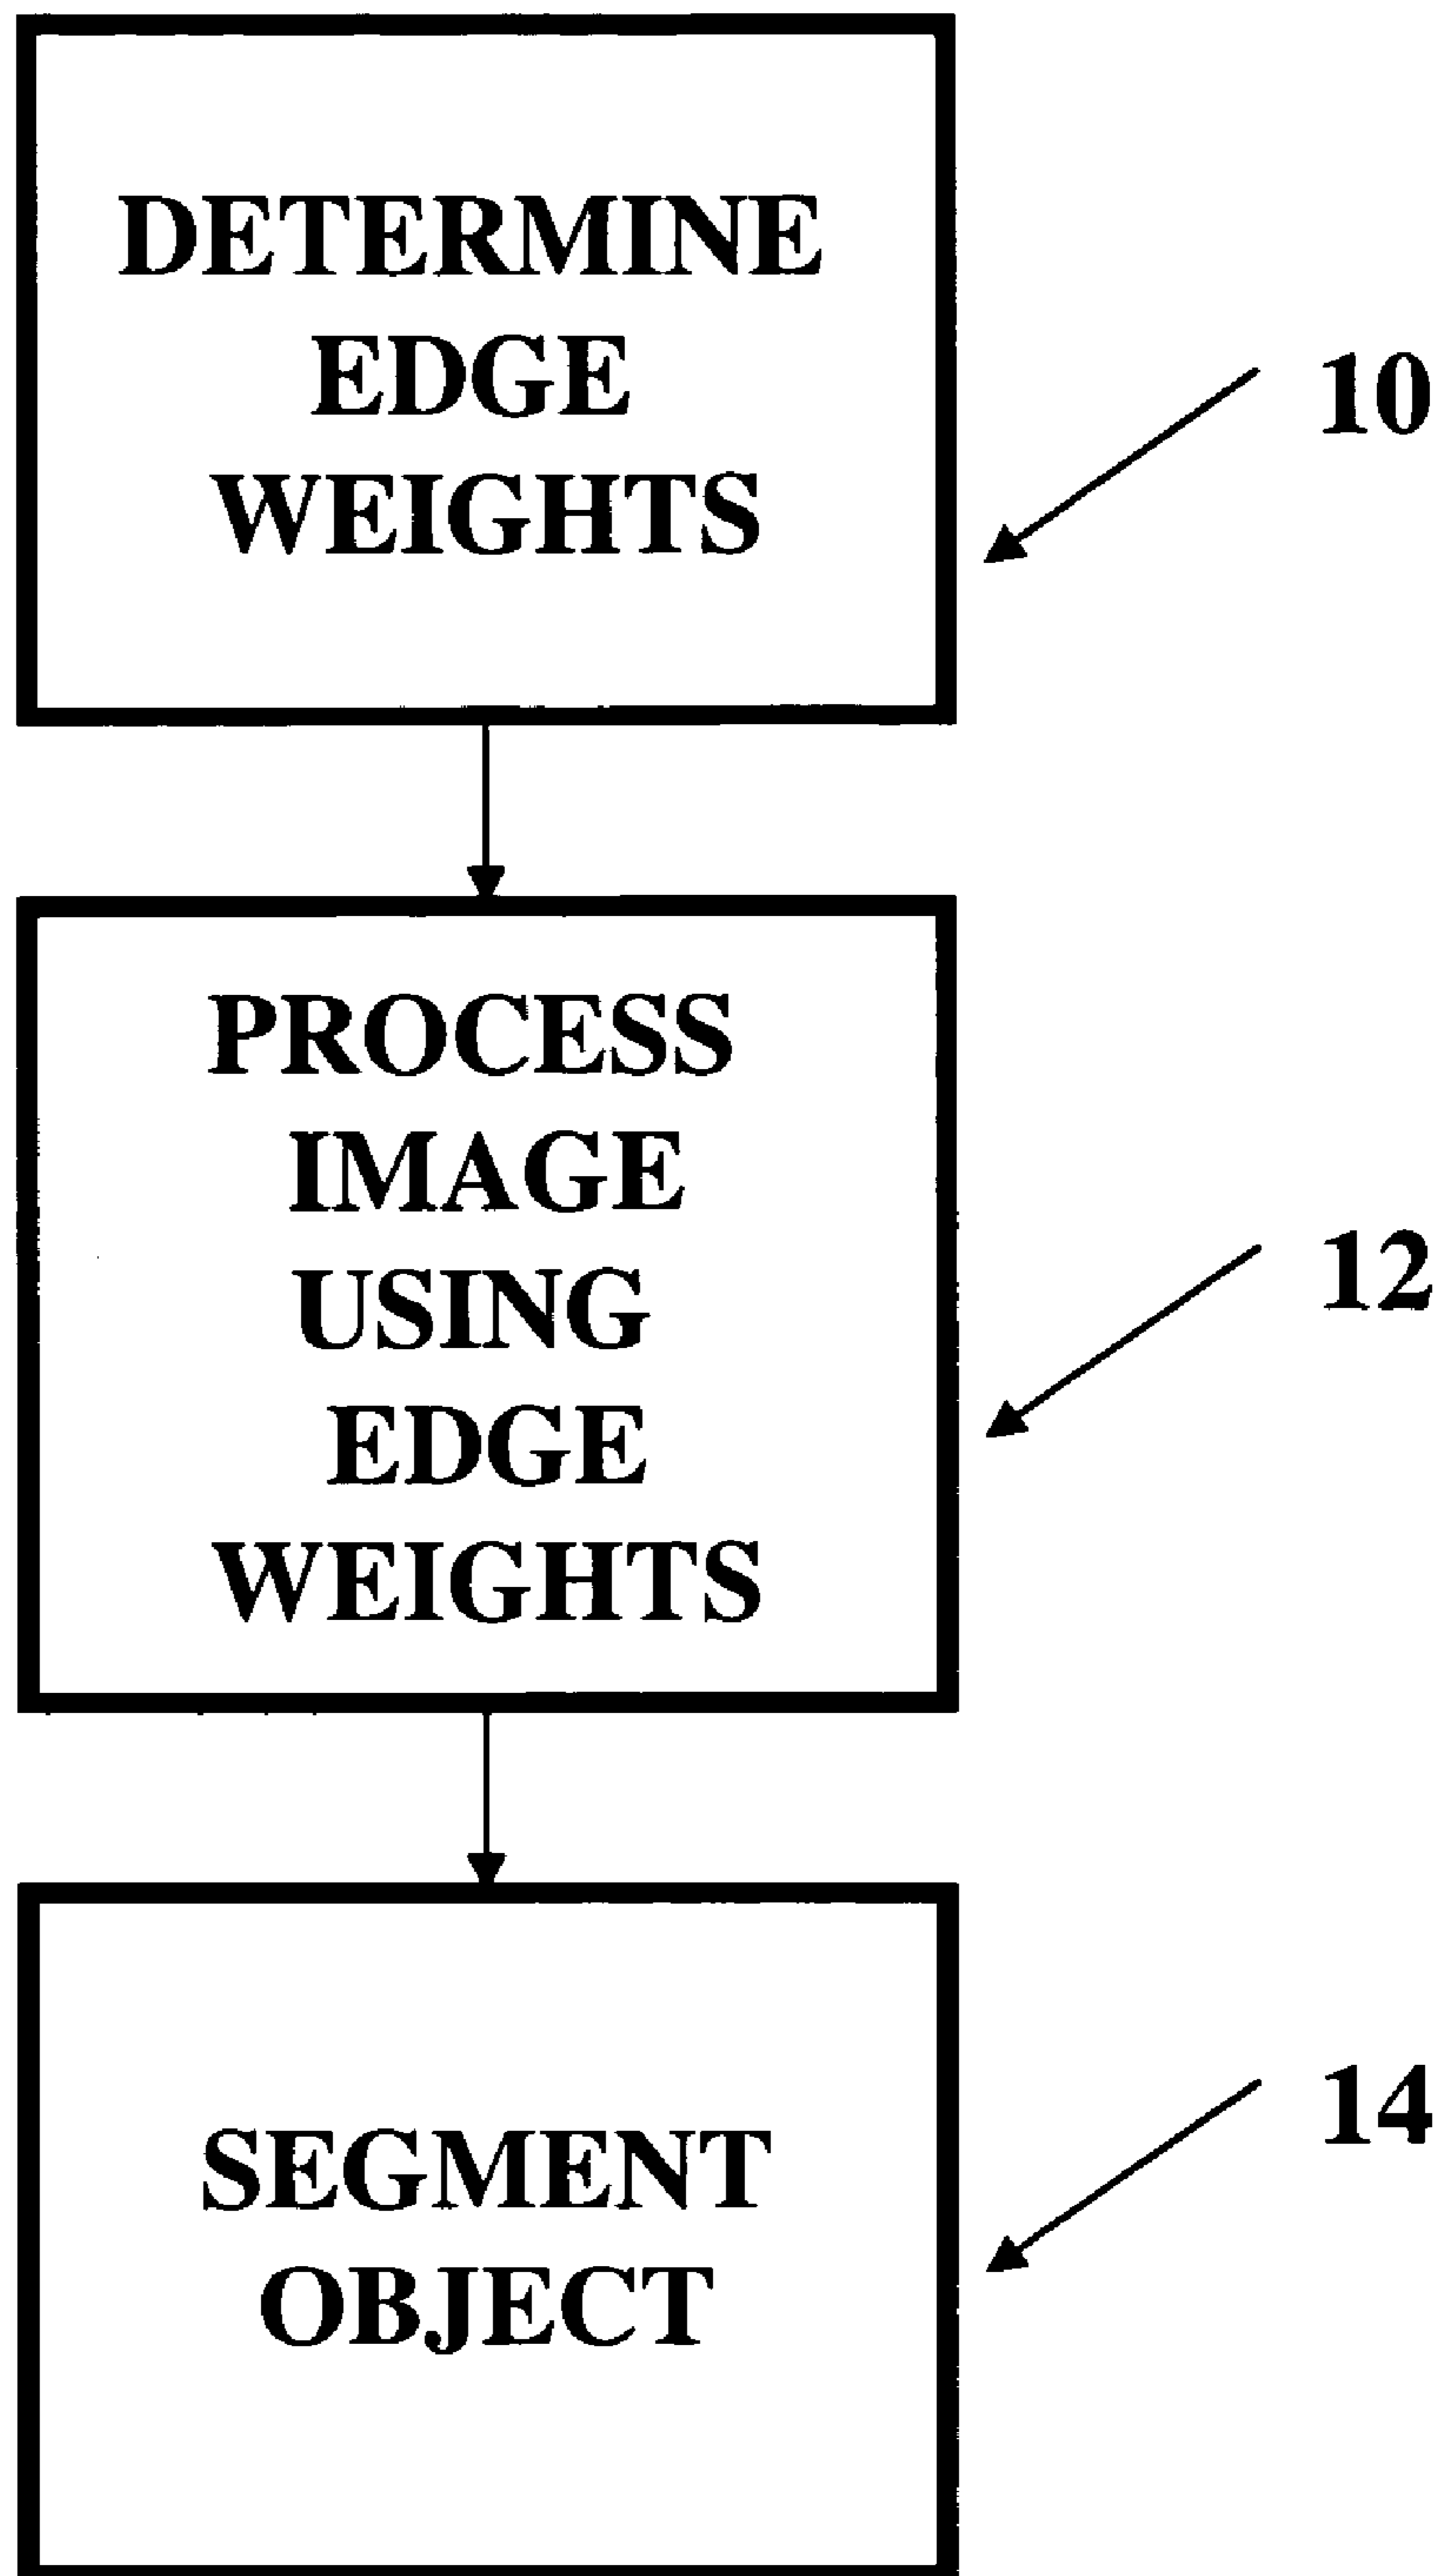 DETERMINE
EDGE
WEIGHTS
10
PROCESS
IMAGE
USING
EDGE
WEIGHTS
12
SEGMENT
OBJECT
14